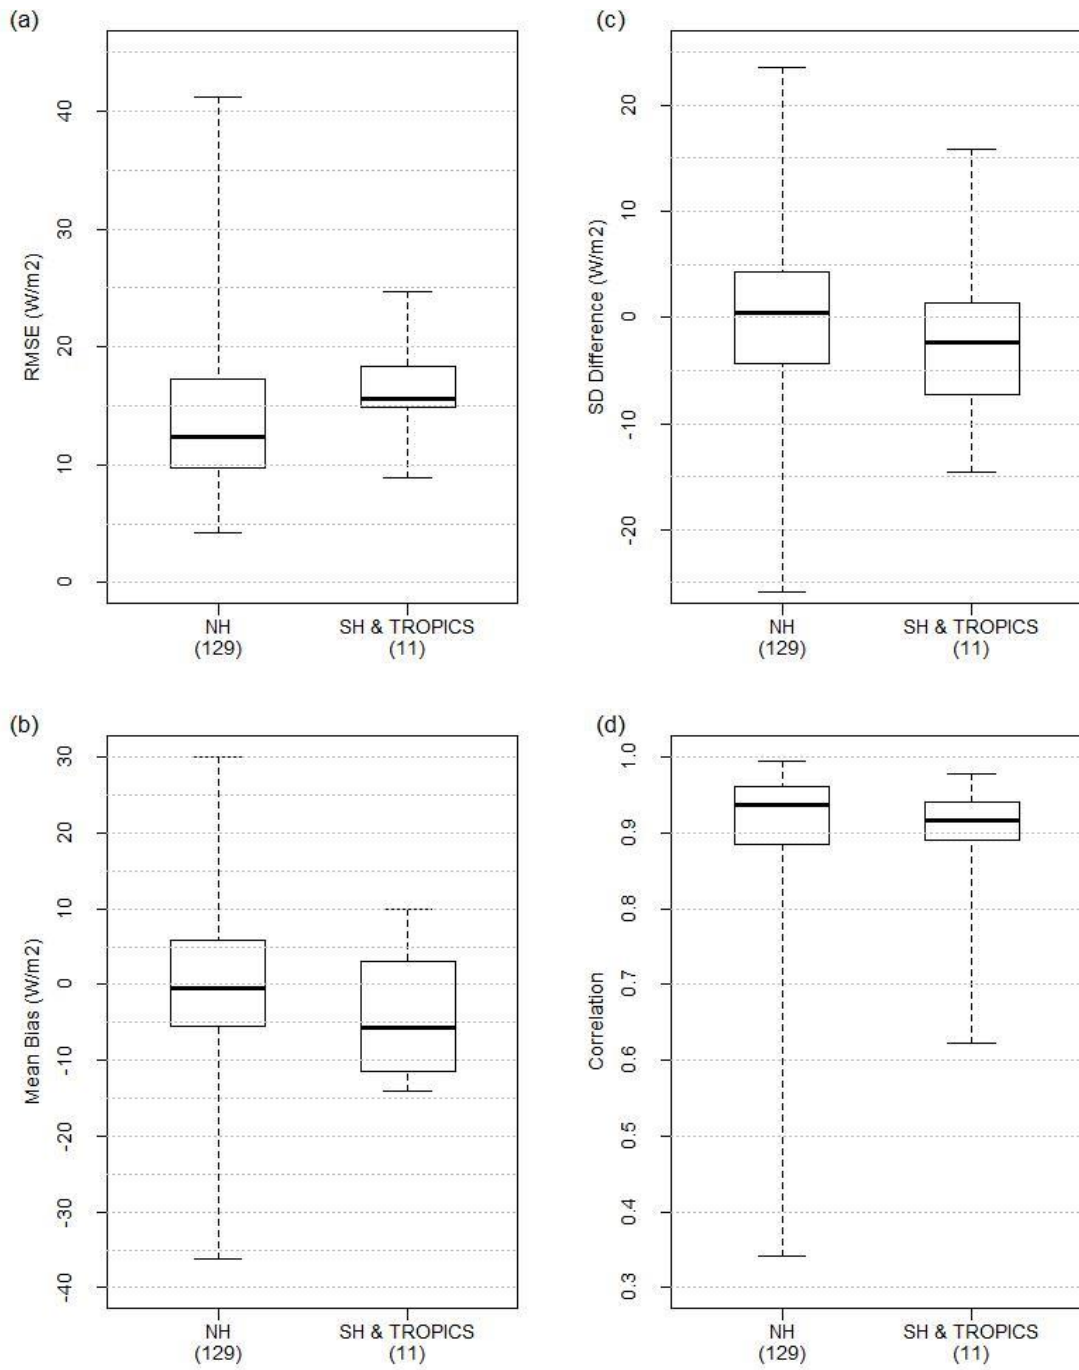 (a)
RMSE (W/m2)
40
30
20
10
0
NH
(129)
SH & TROPICS
(11)
(c)
SD Difference (W/m2)
20
10
0
-10
-20
NH
(129)
SH & TROPICS
(11)
(b)
Mean Bias (W/m2)
30
20
10
0
-10
-20
-30
-40
NH
(129)
SH & TROPICS
(11)
(d)
Correlation
1.0
0.9
0.8
0.7
0.6
0.5
0.4
0.3
NH
(129)
SH & TROPICS
(11)